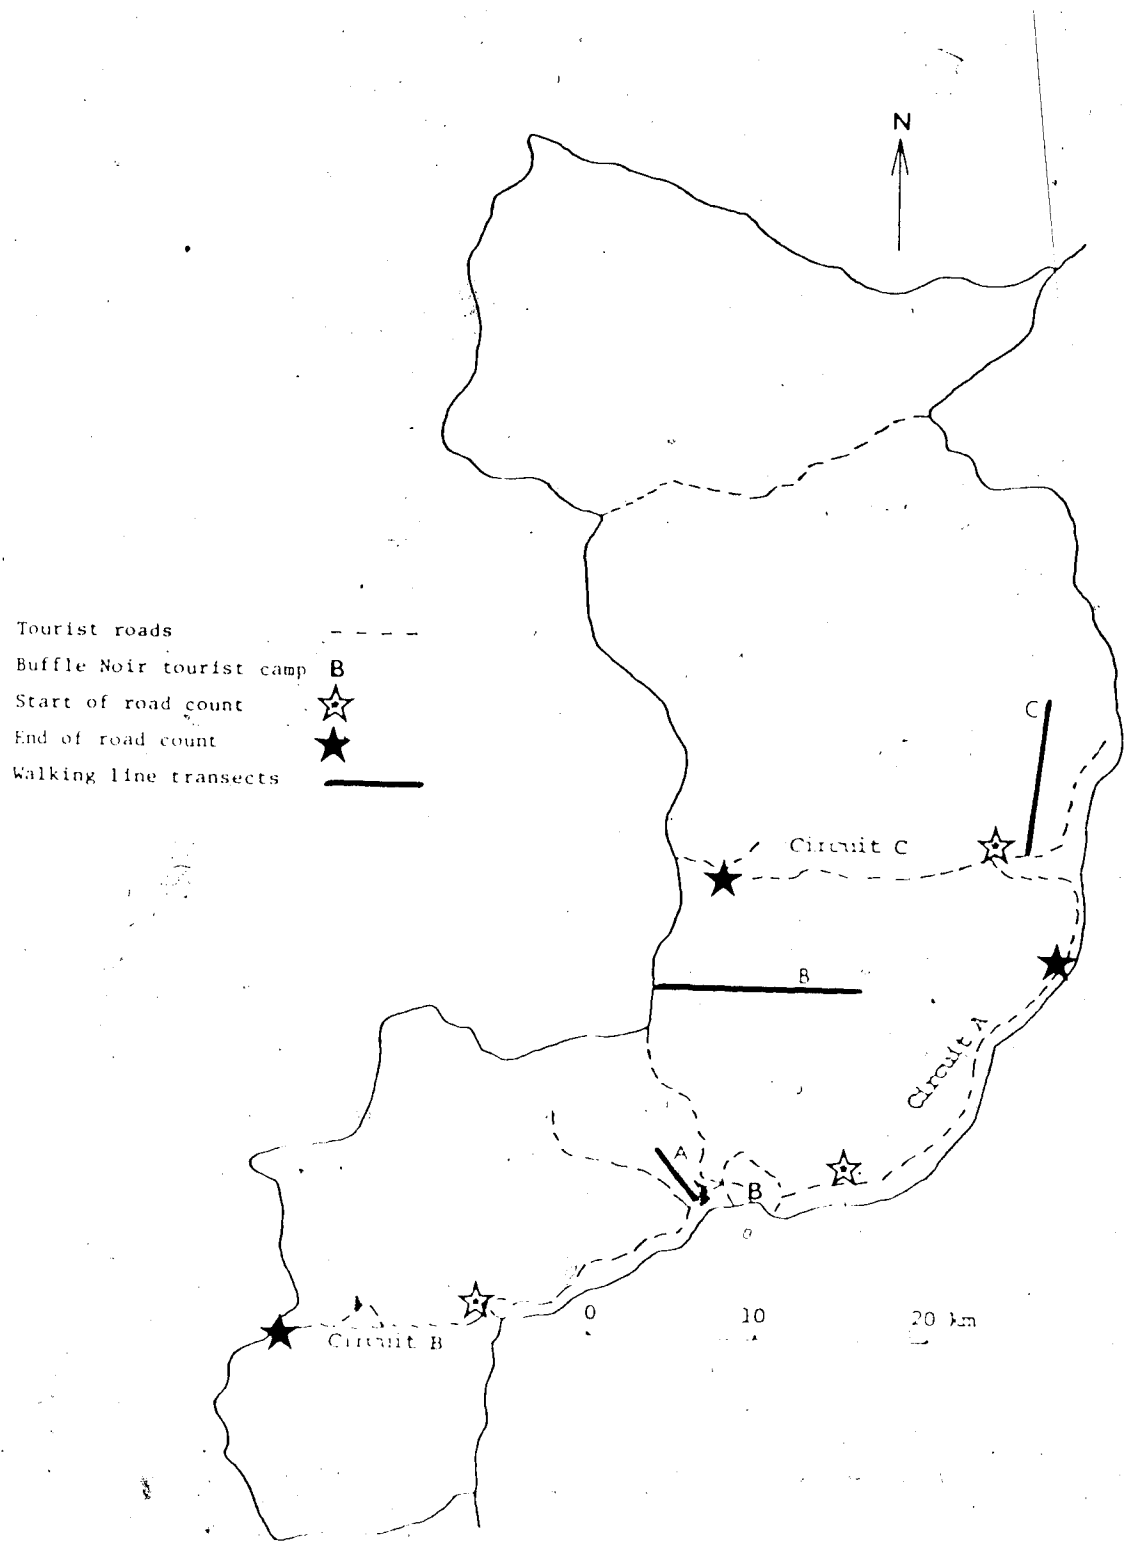 N
Tourist roads
Buffle Noir tourist camp B
Start of road count
End of road count
Walking line transects
C
Circuit C
B
Circuit A
A
B
0 10 20 km
Circuit B